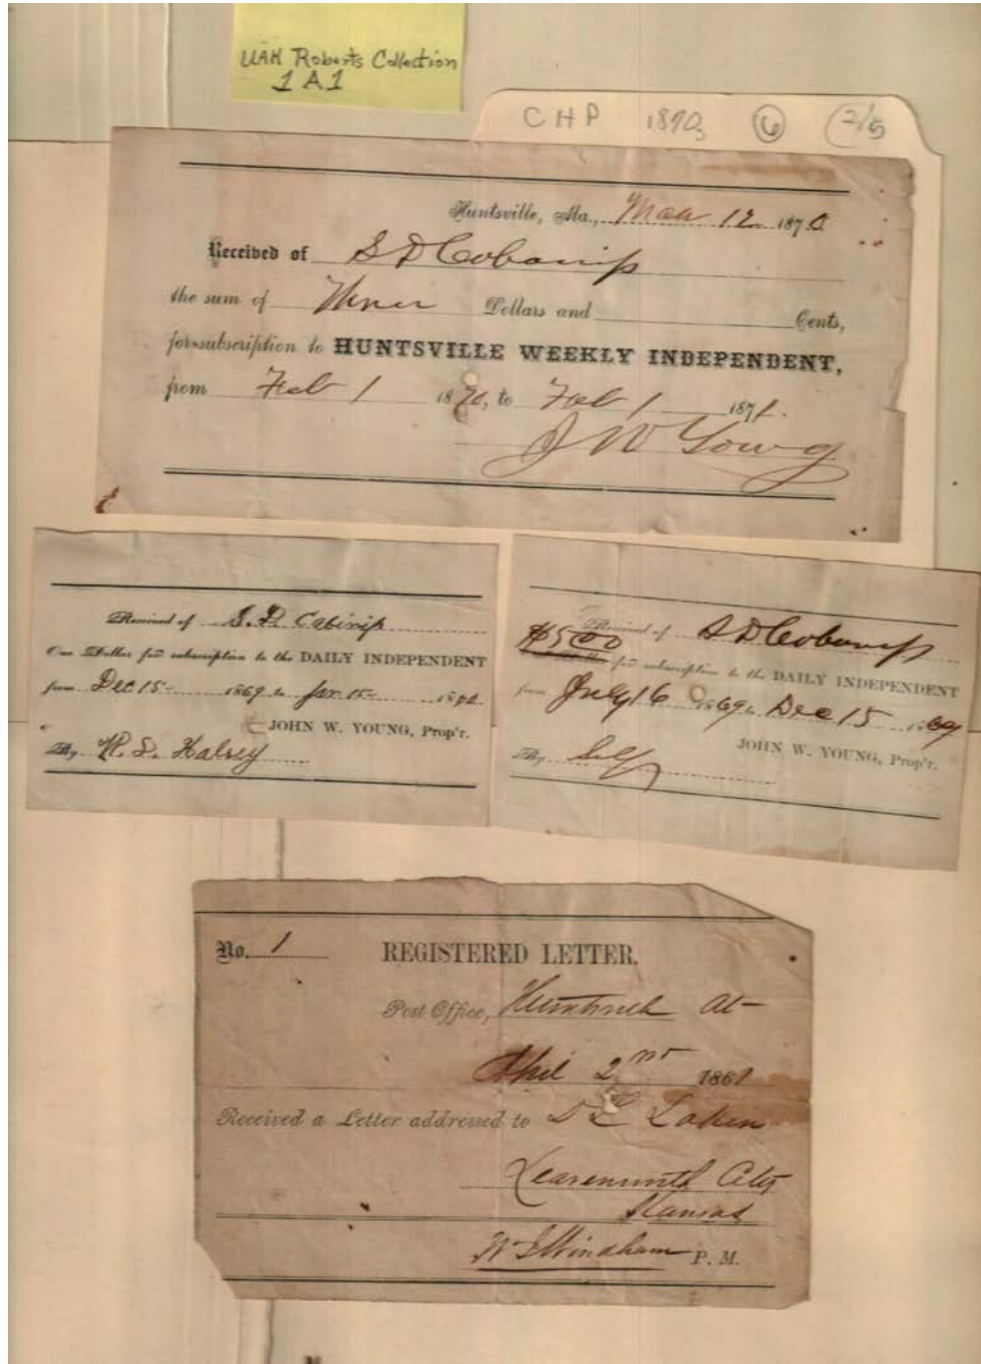 UAH Roberts Collection
1A1
CHP 1870s 6 2/5
Huntsville, Ala., Mar 12 1870
Received of S D Cabaniss
the sum of Three Dollars and Cents,
for subscription to HUNTSVILLE WEEKLY INDEPENDENT,
from Feb 1 1870, to Feb 1 1871.
J W Young
Received of S. D. Cabiniss
One Dollar for subscription to the DAILY INDEPENDENT
from Dec 15 1869 to Jan 15 1870
JOHN W. YOUNG, Prop'r.
By W. L. Halsey
Received of S D Cabaniss
$5 00 for subscription to the DAILY INDEPENDENT
from July 16 1869 to Dec 15 1869
JOHN W. YOUNG, Prop'r.
By Self
No. 1 REGISTERED LETTER.
Post Office, Huntsville Al
April 2nd 1867
Received a Letter addressed to S L Lakin
Leavenworth City
Kansas
Windham P. M.